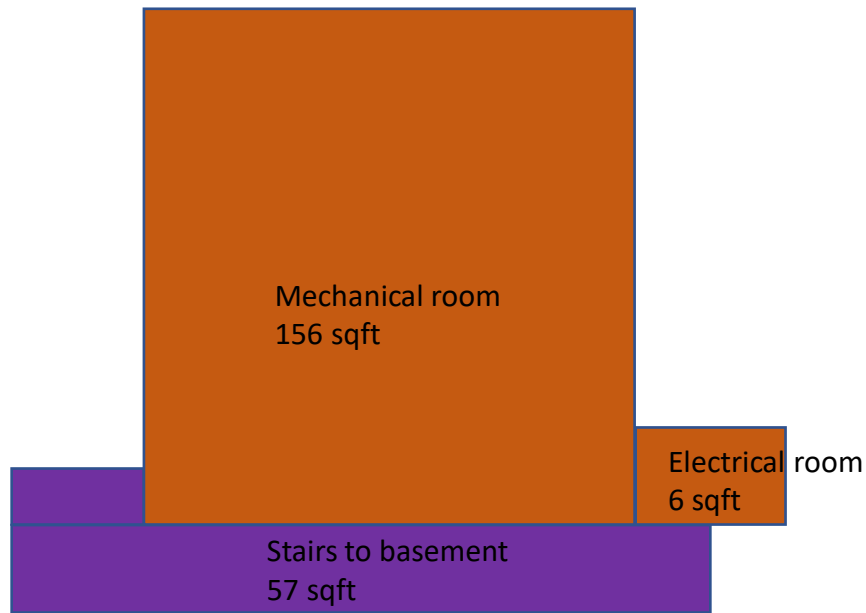 Mechanical room
156 sqft
Electrical room
6 sqft
Stairs to basement
57 sqft